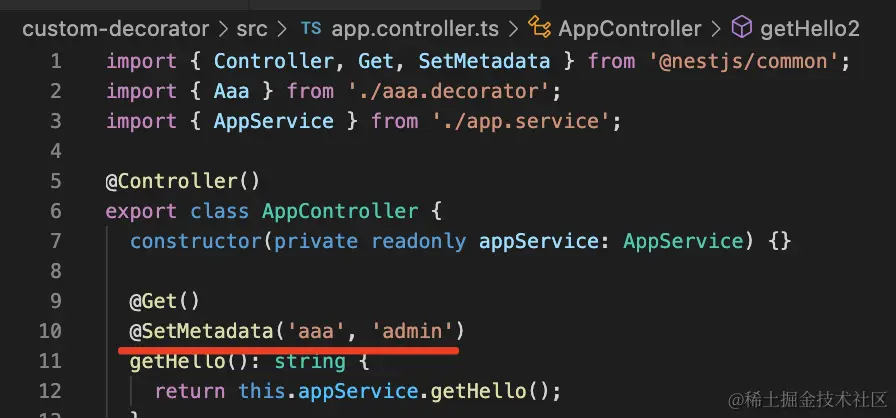 custom-decorator > src > TS app.controller.ts > AppController > getHello2
1 import { Controller, Get, SetMetadata } from '@nestjs/common';
2 import { Aaa } from './aaa.decorator';
3 import { AppService } from './app.service';
4
5 @Controller()
6 export class AppController {
7 constructor(private readonly appService: AppService) {}
8
9 @Get()
10 @SetMetadata('aaa', 'admin')
11 getHello(): string {
12 return this.appService.getHello();
13 }
@稀土掘金技术社区